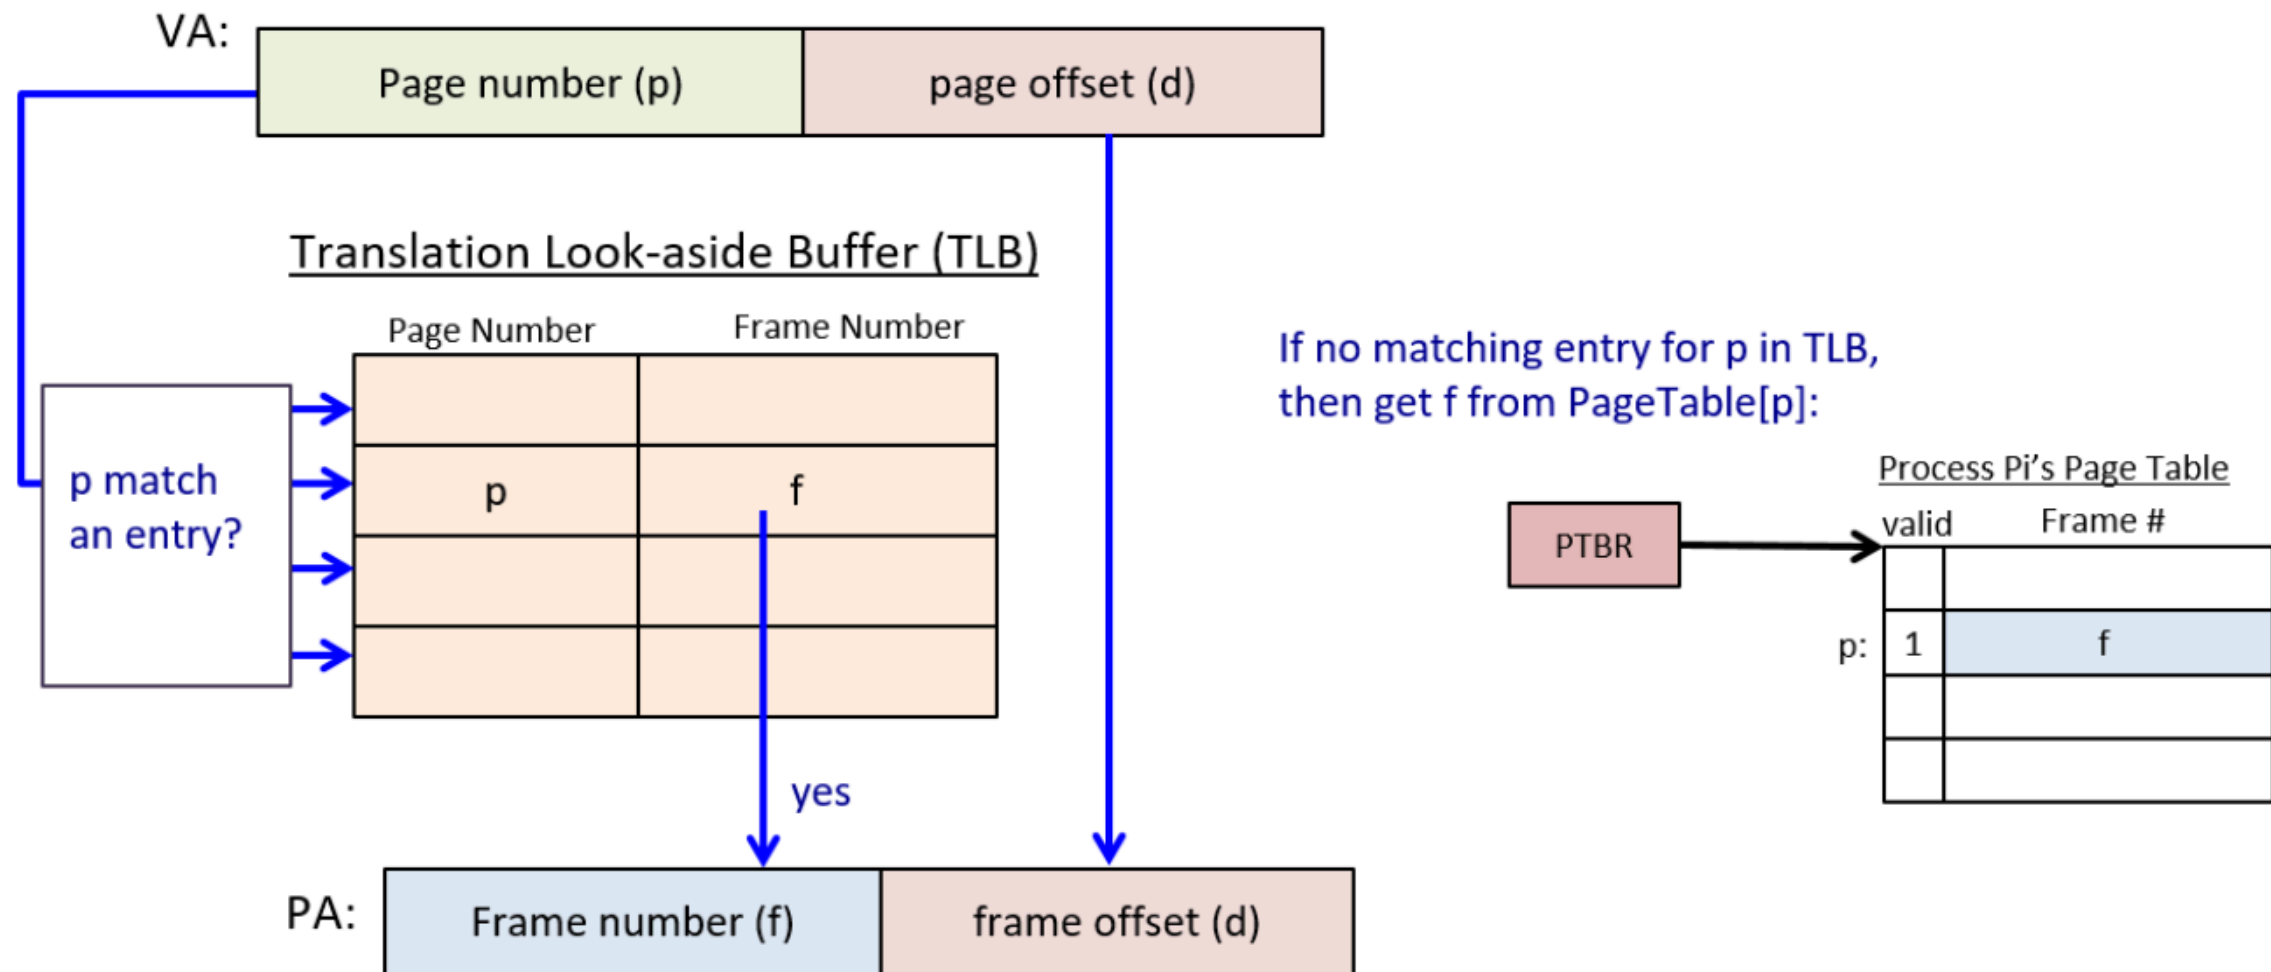 VA:
Page number (p)
page offset (d)
Translation Look-aside Buffer (TLB)
Page Number
Frame Number
p match
an entry?
p
f
yes
If no matching entry for p in TLB,
then get f from PageTable[p]:
Process Pi's Page Table
valid
Frame #
PTBR
p:
1
f
PA:
Frame number (f)
frame offset (d)